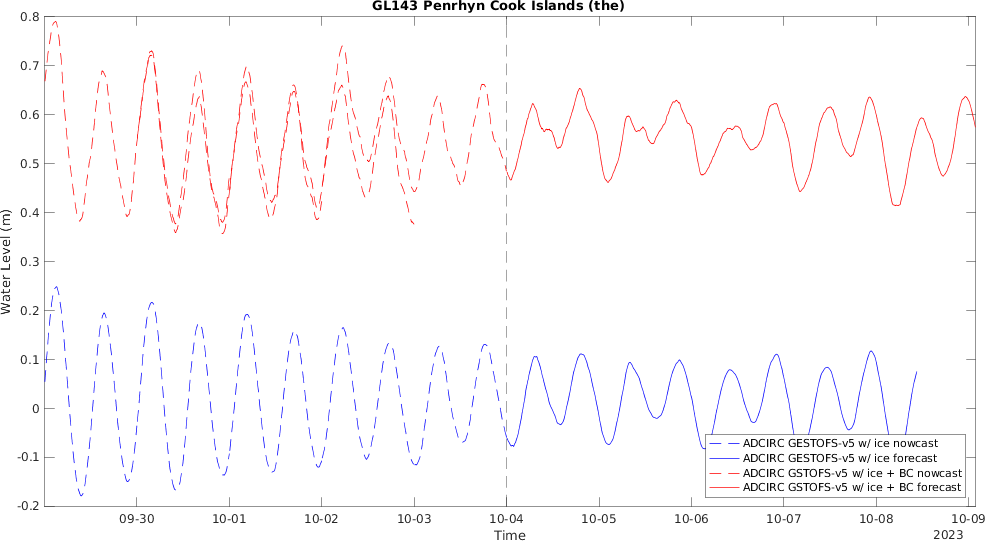 GL143 Penrhyn Cook Islands (the)
Water Level (m)
0.8
0.7
0.6
0.5
0.4
0.3
0.2
0.1
0
-0.1
-0.2
ADCIRC GESTOFS-v5 w/ ice nowcast
ADCIRC GESTOFS-v5 w/ ice forecast
ADCIRC GSTOFS-v5 w/ ice + BC nowcast
ADCIRC GSTOFS-v5 w/ ice + BC forecast
09-30 10-01 10-02 10-03 10-04 10-05 10-06 10-07 10-08 10-09
Time
2023